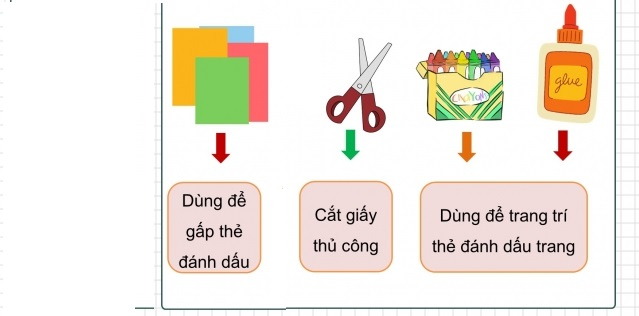 glue
Dùng để
gấp thẻ
đánh dấu
Cắt giấy
thủ công
Dùng để trang trí
thẻ đánh dấu trang